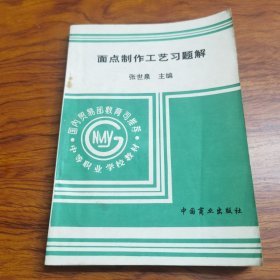 面点制作工艺习题解
张世泉 主编
国内贸易部教育司推荐
中等职业学校教材
GNMY
中国商业出版社